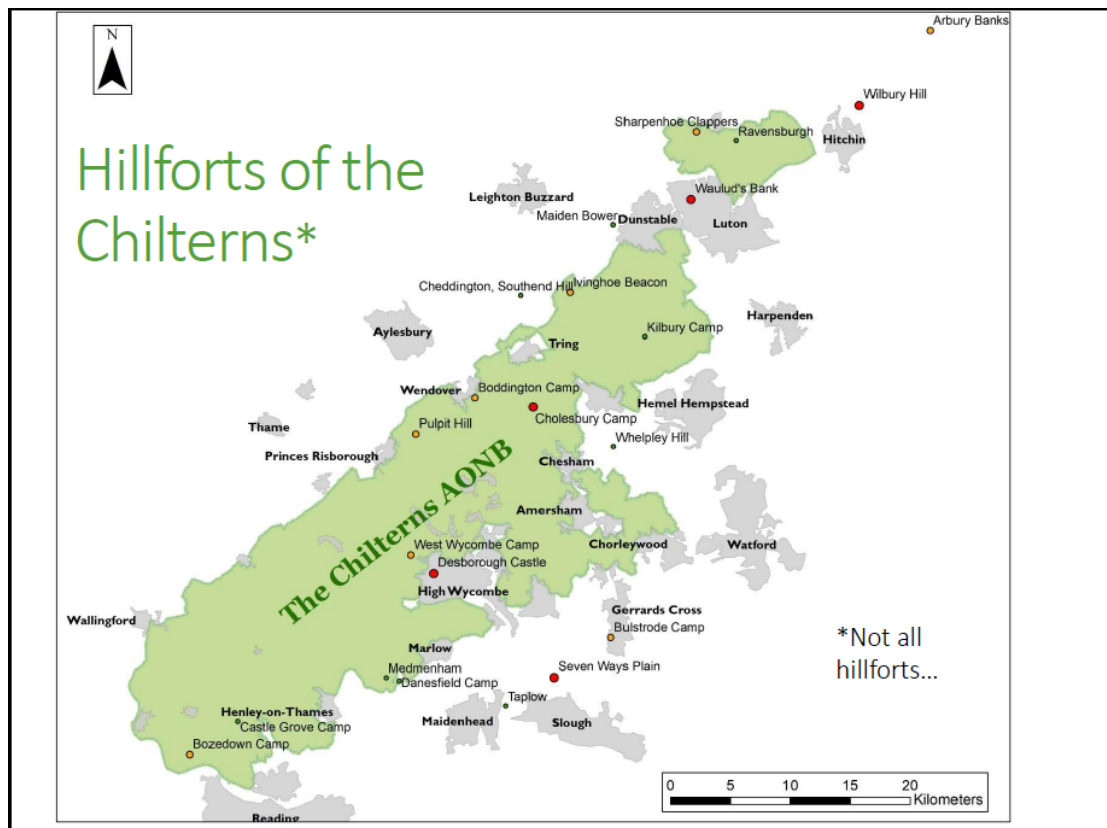 N
Arbury Banks
Wilbury Hill
Hillforts of the
Chilterns*
Sharpenhoe Clappers
Ravensburgh
Hitchin
Leighton Buzzard
Waulud's Bank
Maiden Bower
Dunstable
Luton
Cheddington, Southend Hill
Ivinghoe Beacon
Aylesbury
Harpenden
Kilbury Camp
Tring
Wendover
Boddington Camp
Hemel Hempstead
Cholesbury Camp
Thame
Pulpit Hill
Whelpley Hill
Princes Risborough
Chesham
The Chilterns AONB
Amersham
West Wycombe Camp
Chorleywood
Watford
Desborough Castle
High Wycombe
Wallingford
Gerrards Cross
Bulstrode Camp
*Not all
hillforts...
Marlow
Medmenham
Seven Ways Plain
Danesfield Camp
Taplow
Henley-on-Thames
Maidenhead
Slough
Castle Grove Camp
Bozedown Camp
0 5 10 15 20
Kilometers
Reading